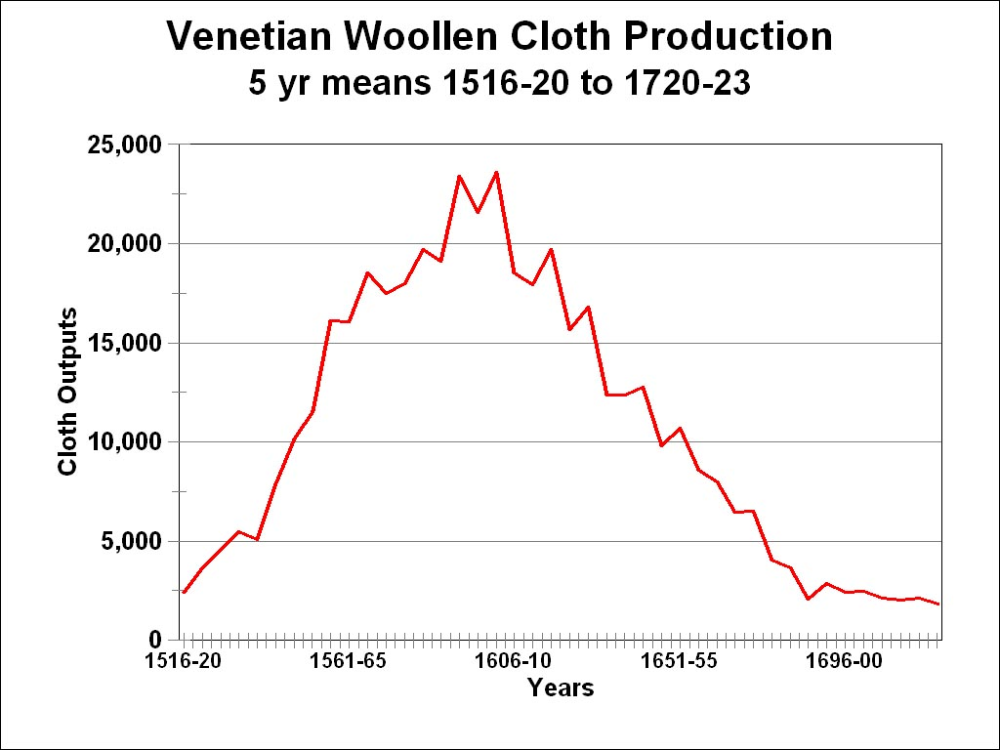 Venetian Woollen Cloth Production
5 yr means 1516-20 to 1720-23
25,000
20,000
15,000
10,000
5,000
0
Cloth Outputs
1516-20 1561-65 1606-10 1651-55 1696-00
Years